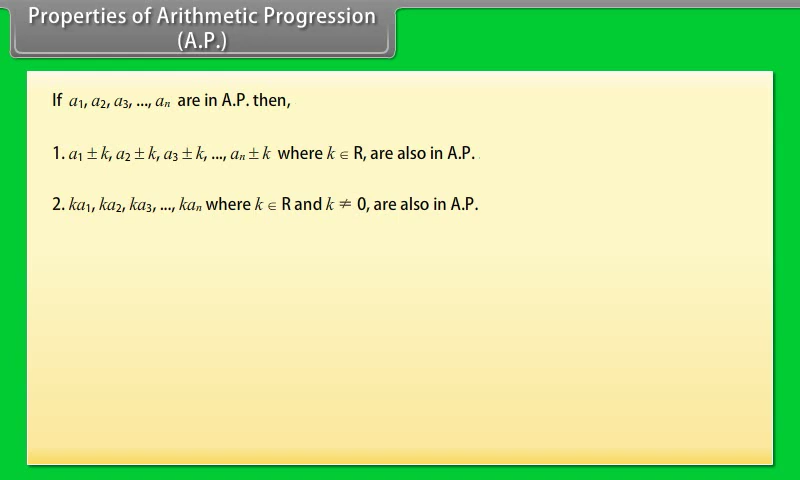 Properties of Arithmetic Progression
(A.P.)
If a₁, a₂, a₃, ..., aₙ are in A.P. then,
1. a₁ ± k, a₂ ± k, a₃ ± k, ..., aₙ ± k where k ∈ R, are also in A.P.
2. ka₁, ka₂, ka₃, ..., kaₙ where k ∈ R and k ≠ 0, are also in A.P.